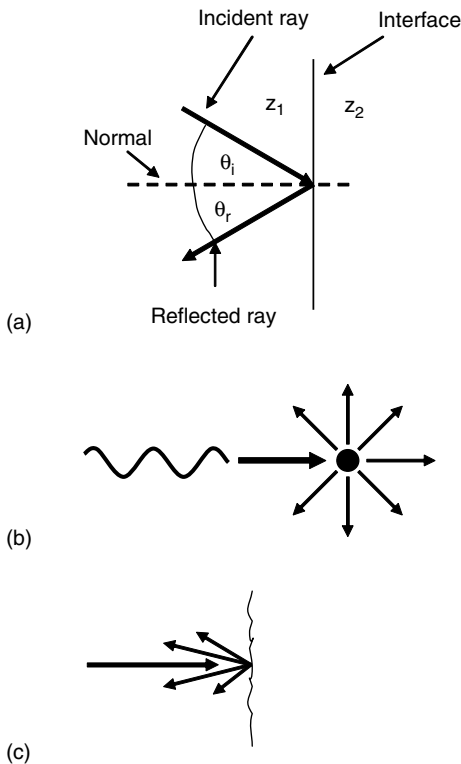 Incident ray
Interface
z1
z2
Normal
θi
θr
Reflected ray
(a)
(b)
(c)